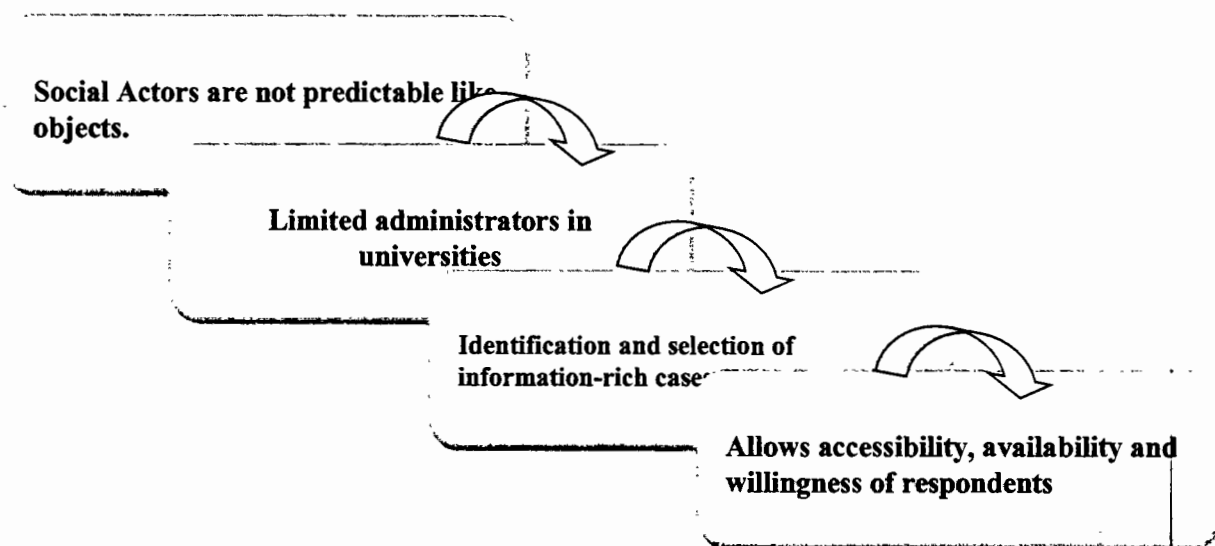 Social Actors are not predictable like
objects.
Limited administrators in
universities
Identification and selection of
information-rich cases
Allows accessibility, availability and
willingness of respondents